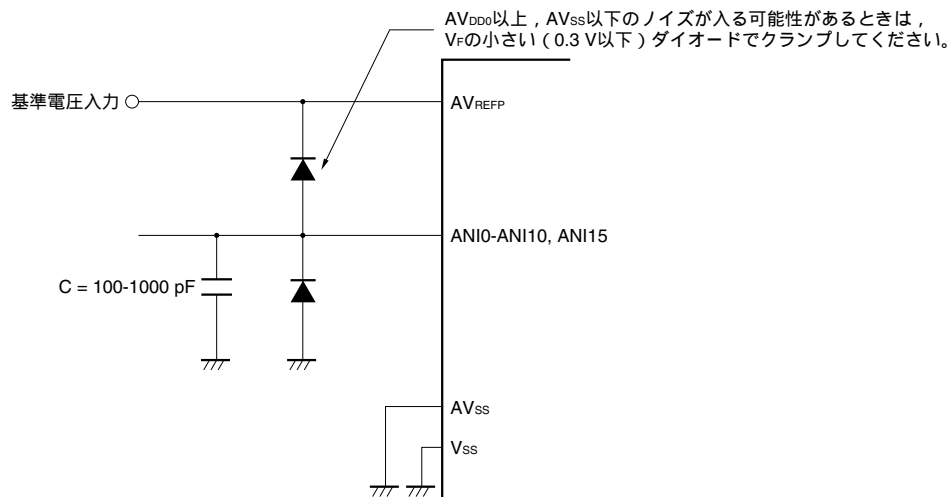 AVDD0以上，AVSS以下のノイズが入る可能性があるときは，
VFの小さい（0.3 V以下）ダイオードでクランプしてください。
基準電圧入力
AVREFP
ANI0-ANI10, ANI15
C = 100-1000 pF
AVSS
VSS